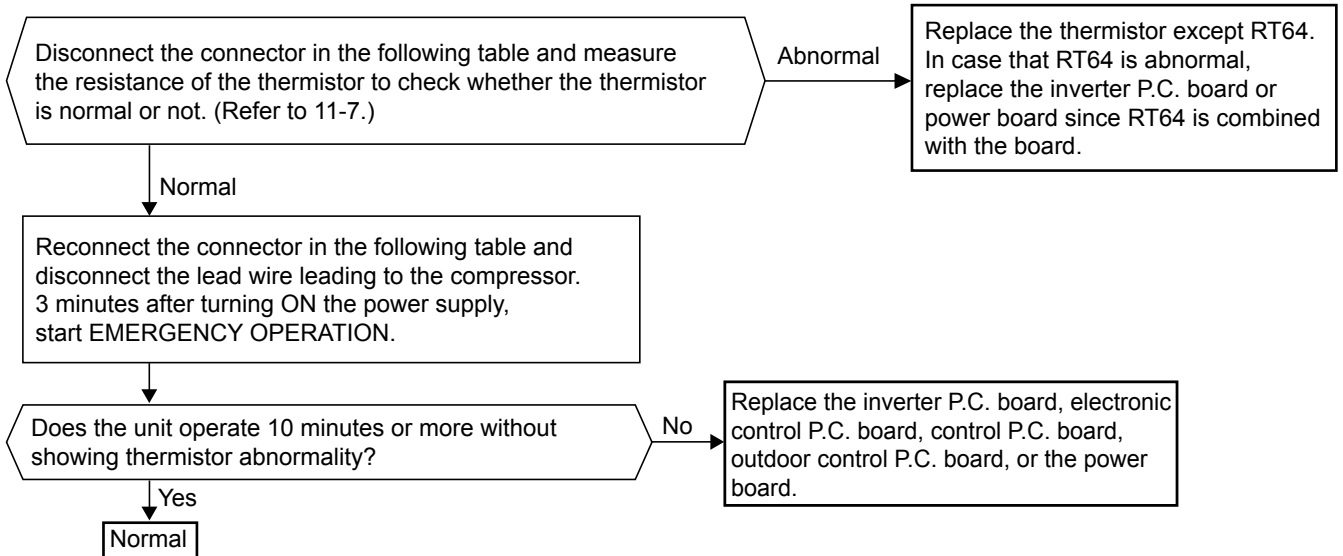 Disconnect the connector in the following table and measure
the resistance of the thermistor to check whether the thermistor
is normal or not. (Refer to 11-7.)
Abnormal
Replace the thermistor except RT64.
In case that RT64 is abnormal,
replace the inverter P.C. board or
power board since RT64 is combined
with the board.
Normal
Reconnect the connector in the following table and
disconnect the lead wire leading to the compressor.
3 minutes after turning ON the power supply,
start EMERGENCY OPERATION.
Does the unit operate 10 minutes or more without
showing thermistor abnormality?
No
Replace the inverter P.C. board, electronic
control P.C. board, control P.C. board,
outdoor control P.C. board, or the power
board.
Yes
Normal